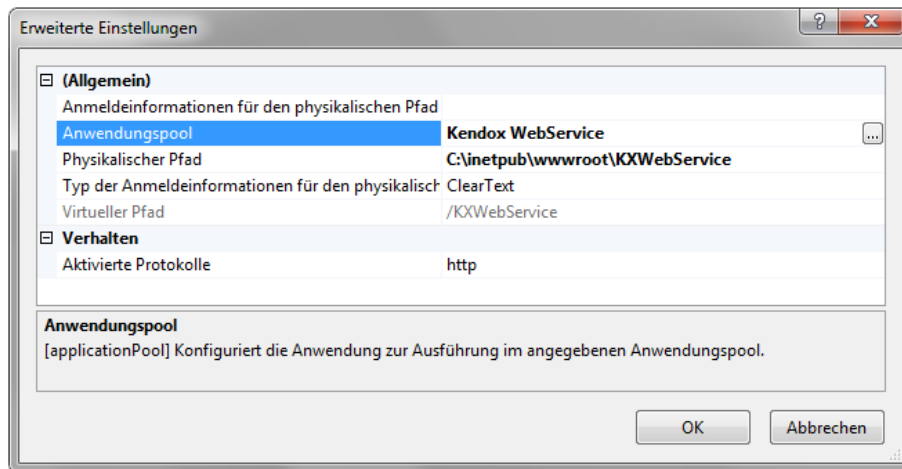 Erweiterte Einstellungen
(Allgemein)
Anmeldeinformationen für den physikalischen Pfad
Anwendungspool Kendox WebService ...
Physikalischer Pfad C:\inetpub\wwwroot\KXWebService
Typ der Anmeldeinformationen für den physikalisch ClearText
Virtueller Pfad /KXWebService
Verhalten
Aktivierte Protokolle http
Anwendungspool
[applicationPool] Konfiguriert die Anwendung zur Ausführung im angegebenen Anwendungspool.
OK Abbrechen